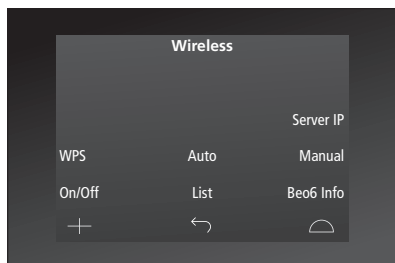 Wireless
Server IP
WPS Auto Manual
On/Off List Beo6 Info